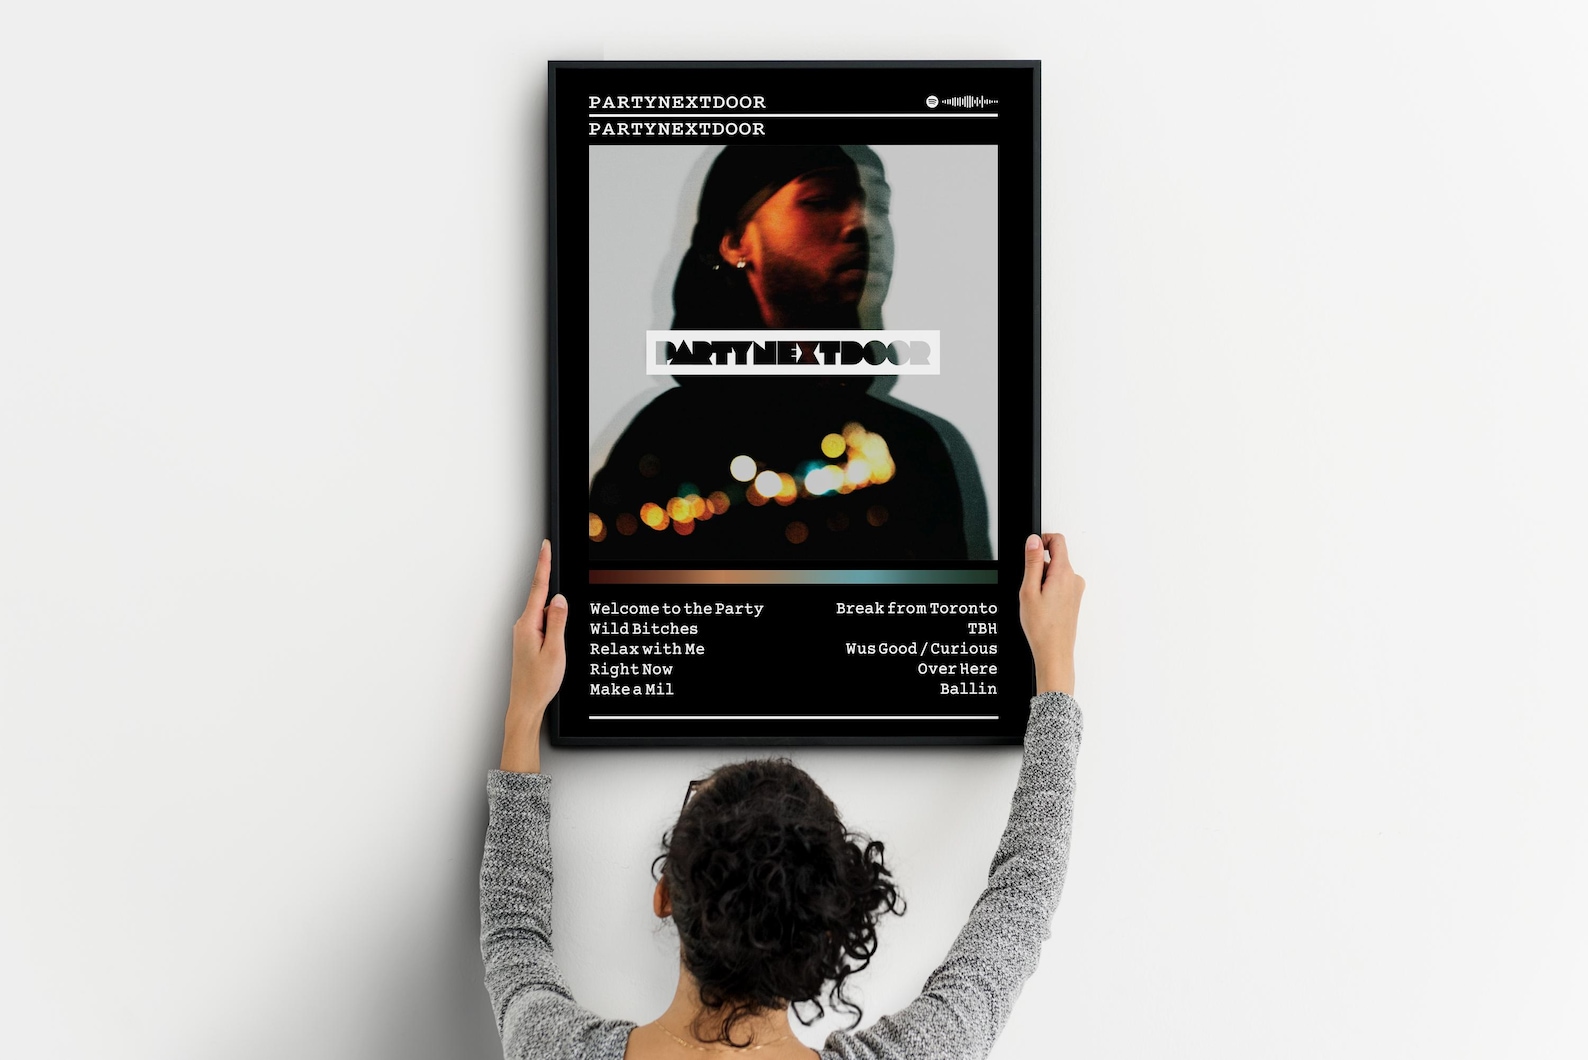 PARTYNEXTDOOR
PARTYNEXTDOOR
PARTYNEXTDOOR
Welcome to the Party
Wild Bitches
Relax with Me
Right Now
Make a Mil
Break from Toronto
TBH
Wus Good / Curious
Over Here
Ballin